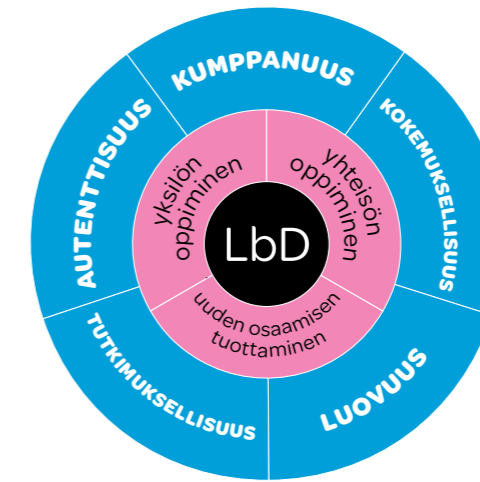 KUMPPANUUS
KOKEMUKSELLISUUS
LUOVUUS
TUTKIMUKSELLISUUS
AUTENTTISUUS
yksilön
oppiminen
yhteisön
oppiminen
uuden osaamisen
tuottaminen
LbD